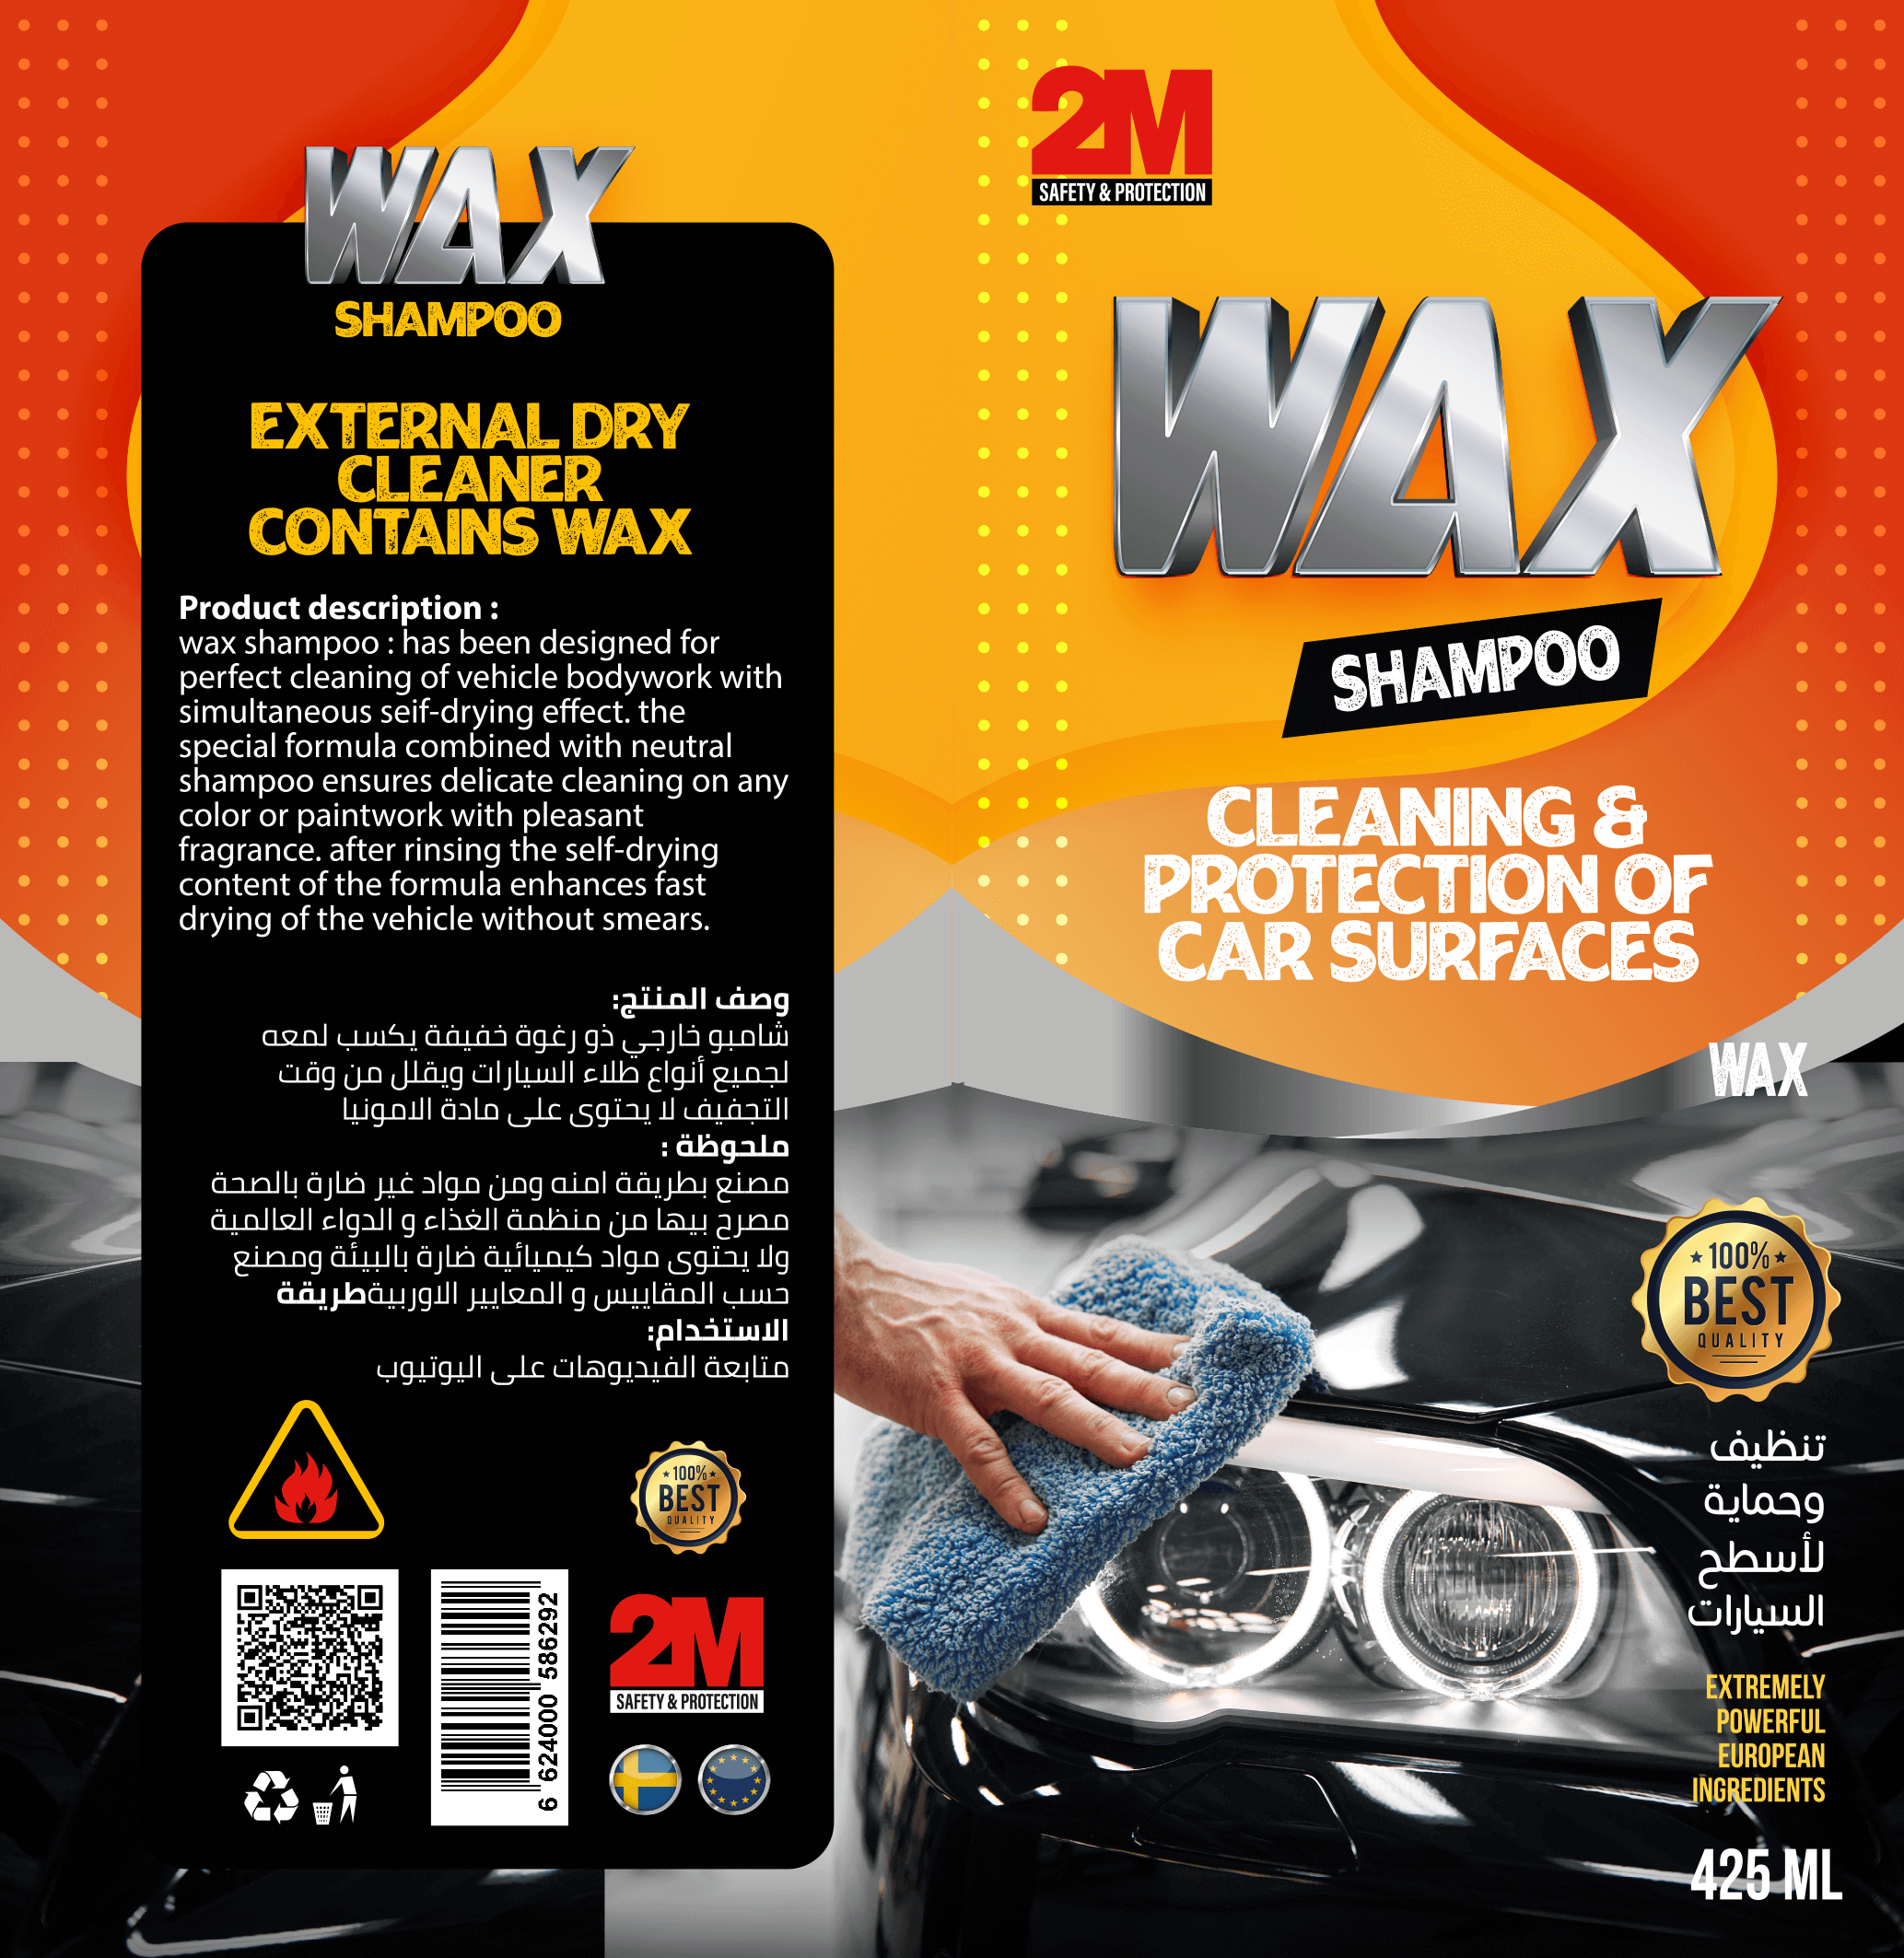 WAX
SHAMPOO
EXTERNAL DRY
CLEANER
CONTAINS WAX
Product description :
wax shampoo : has been designed for
perfect cleaning of vehicle bodywork with
simultaneous seif-drying effect. the
special formula combined with neutral
shampoo ensures delicate cleaning on any
color or paintwork with pleasant
fragrance. after rinsing the self-drying
content of the formula enhances fast
drying of the vehicle without smears.
وصف المنتج:
شامبو خارجي ذو رغوة خفيفة يكسب لمعه
لجميع أنواع طلاء السيارات ويقلل من وقت
التجفيف لا يحتوى على مادة الامونيا
ملحوظة :
مصنع بطريقة امنه ومن مواد غير ضارة بالصحة
مصرح بيها من منظمة الغذاء و الدواء العالمية
ولا يحتوى مواد كيميائية ضارة بالبيئة ومصنع
حسب المقاييس و المعايير الاوربيةطريقة
الاستخدام:
متابعة الفيديوهات على اليوتيوب
100%
BEST
QUALITY
6 624000 586292
2M
SAFETY & PROTECTION
2M
SAFETY & PROTECTION
WAX
SHAMPOO
CLEANING &
PROTECTION OF
CAR SURFACES
WAX
100%
BEST
QUALITY
تنظيف
وحماية
لأسطح
السيارات
EXTREMELY
POWERFUL
EUROPEAN
INGREDIENTS
425 ML